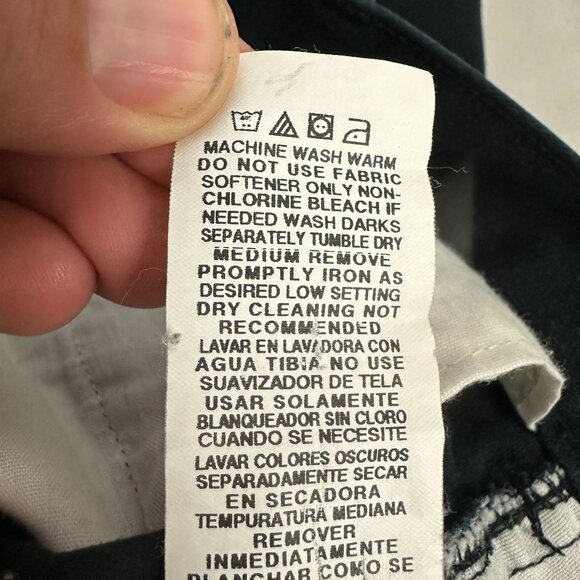 MACHINE WASH WARM
DO NOT USE FABRIC
SOFTENER ONLY NON-
CHLORINE BLEACH IF
NEEDED WASH DARKS
SEPARATELY TUMBLE DRY
MEDIUM REMOVE
PROMPTLY IRON AS
DESIRED LOW SETTING
DRY CLEANING NOT
RECOMMENDED
LAVAR EN LAVADORA CON
AGUA TIBIA NO USE
SUAVIZADOR DE TELA
USAR SOLAMENTE
BLANQUEADOR SIN CLORO
CUANDO SE NECESITE
LAVAR COLORES OSCUROS
SEPARADAMENTE SECAR
EN SECADORA
TEMPURATURA MEDIANA
REMOVER
INMEDIATAMENTE
PLANCHAR COMO SE